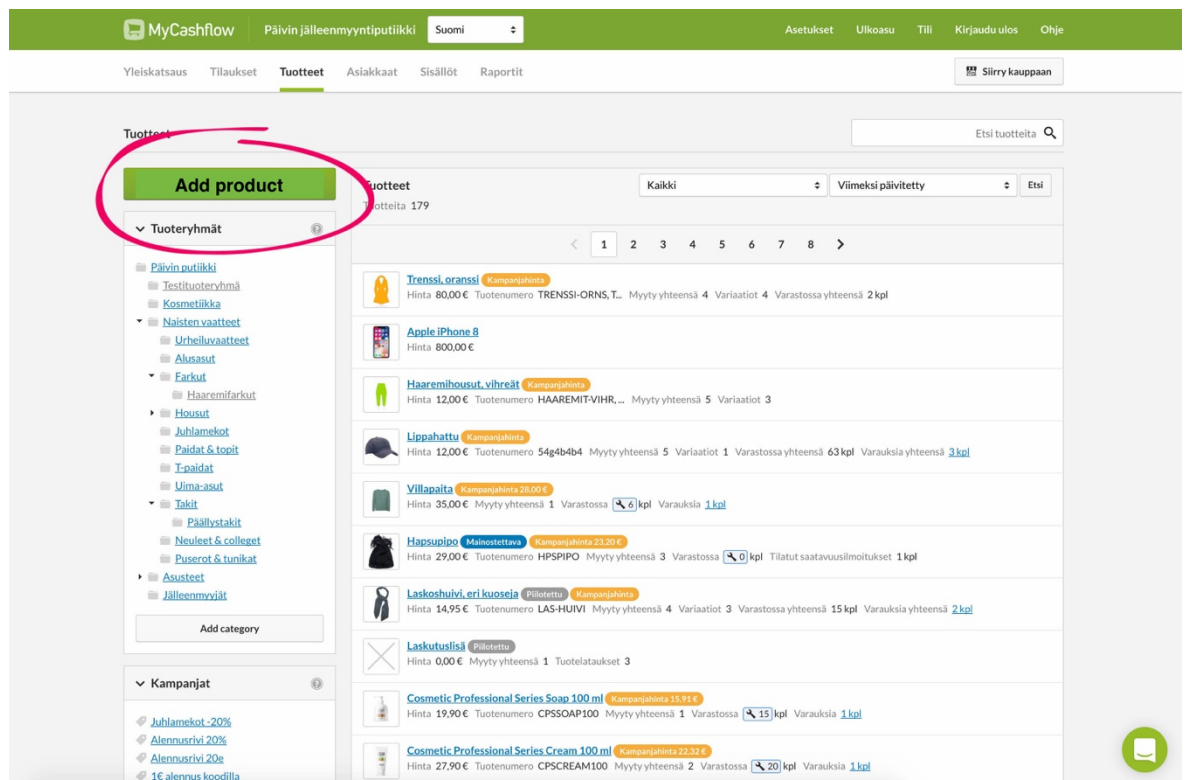 MyCashflow Päivin jälleenmyyntiputiikki Suomi Asetukset Ulkoasu Tili Kirjaudu ulos Ohje
Yleiskatsaus Tilaukset Tuotteet Asiakkaat Sisällöt Raportit Siirry kauppaan
Tuotteet Etsi tuotteita
Add product
Tuoteryhmät
Päivin putiikki
Testituoteryhmä
Kosmetiikka
Naisten vaatteet
Urheiluvaatteet
Alusasut
Farkut
Haaremifarkut
Housut
Juhlamekot
Paidat & topit
T-paidat
Uima-asut
Takit
Päällystakit
Neuleet & colleget
Puserot & tunikat
Asusteet
Jälleenmyyjät
Add category
Kampanjat
Juhlamekot -20%
Alennusrivi 20%
Alennusrivi 20e
1€ alennus koodilla
Tuotteet Kaikki Viimeksi päivitetty Etsi
Tuotteita 179
1 2 3 4 5 6 7 8
Trenssi, oranssi Kampanjahinta
Hinta 80,00 € Tuotenumero TRENSSI-ORNS, T... Myyty yhteensä 4 Variaatiot 4 Varastossa yhteensä 2 kpl
Apple iPhone 8
Hinta 800,00 €
Haaremihousut, vihreät Kampanjahinta
Hinta 12,00 € Tuotenumero HAAREMIT-VIHR, ... Myyty yhteensä 5 Variaatiot 3
Lippahattu Kampanjahinta
Hinta 12,00 € Tuotenumero 54g4b4b4 Myyty yhteensä 5 Variaatiot 1 Varastossa yhteensä 63 kpl Varauksia yhteensä 3 kpl
Villapaita Kampanjahinta 28,00 €
Hinta 35,00 € Myyty yhteensä 1 Varastossa 6 kpl Varauksia 1 kpl
Hapsupipo Mainostettava Kampanjahinta 23,20 €
Hinta 29,00 € Tuotenumero HPSPIPO Myyty yhteensä 3 Varastossa 0 kpl Tilatut saatavuusilmoitukset 1 kpl
Laskoshuivi, eri kuoseja Piilotettu Kampanjahinta
Hinta 14,95 € Tuotenumero LAS-HUIVI Myyty yhteensä 4 Variaatiot 3 Varastossa yhteensä 15 kpl Varauksia yhteensä 2 kpl
Laskutuslisä Piilotettu
Hinta 0,00 € Myyty yhteensä 1 Tuotelataukset 3
Cosmetic Professional Series Soap 100 ml Kampanjahinta 15,91 €
Hinta 19,90 € Tuotenumero CPSSOAP100 Myyty yhteensä 1 Varastossa 15 kpl Varauksia 1 kpl
Cosmetic Professional Series Cream 100 ml Kampanjahinta 22,32 €
Hinta 27,90 € Tuotenumero CPSCREAM100 Myyty yhteensä 2 Varastossa 20 kpl Varauksia 1 kpl